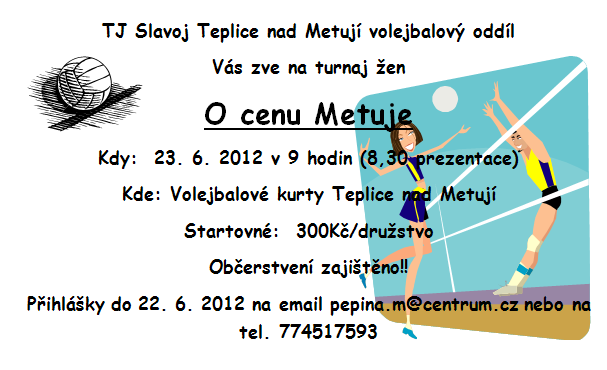 TJ Slavoj Teplice nad Metují volejbalový oddíl
Vás zve na turnaj žen
O cenu Metuje
Kdy:  23. 6. 2012 v 9 hodin (8,30 prezentace)
Kde: Volejbalové kurty Teplice nad Metují
Startovné:  300Kč/družstvo
Občerstvení zajištěno!!
Přihlášky do 22. 6. 2012 na email pepina.m@centrum.cz nebo na
tel. 774517593